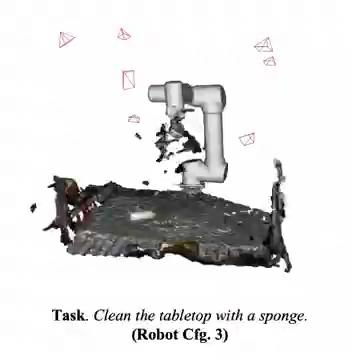 Task. Clean the tabletop with a sponge.
(Robot Cfg. 3)